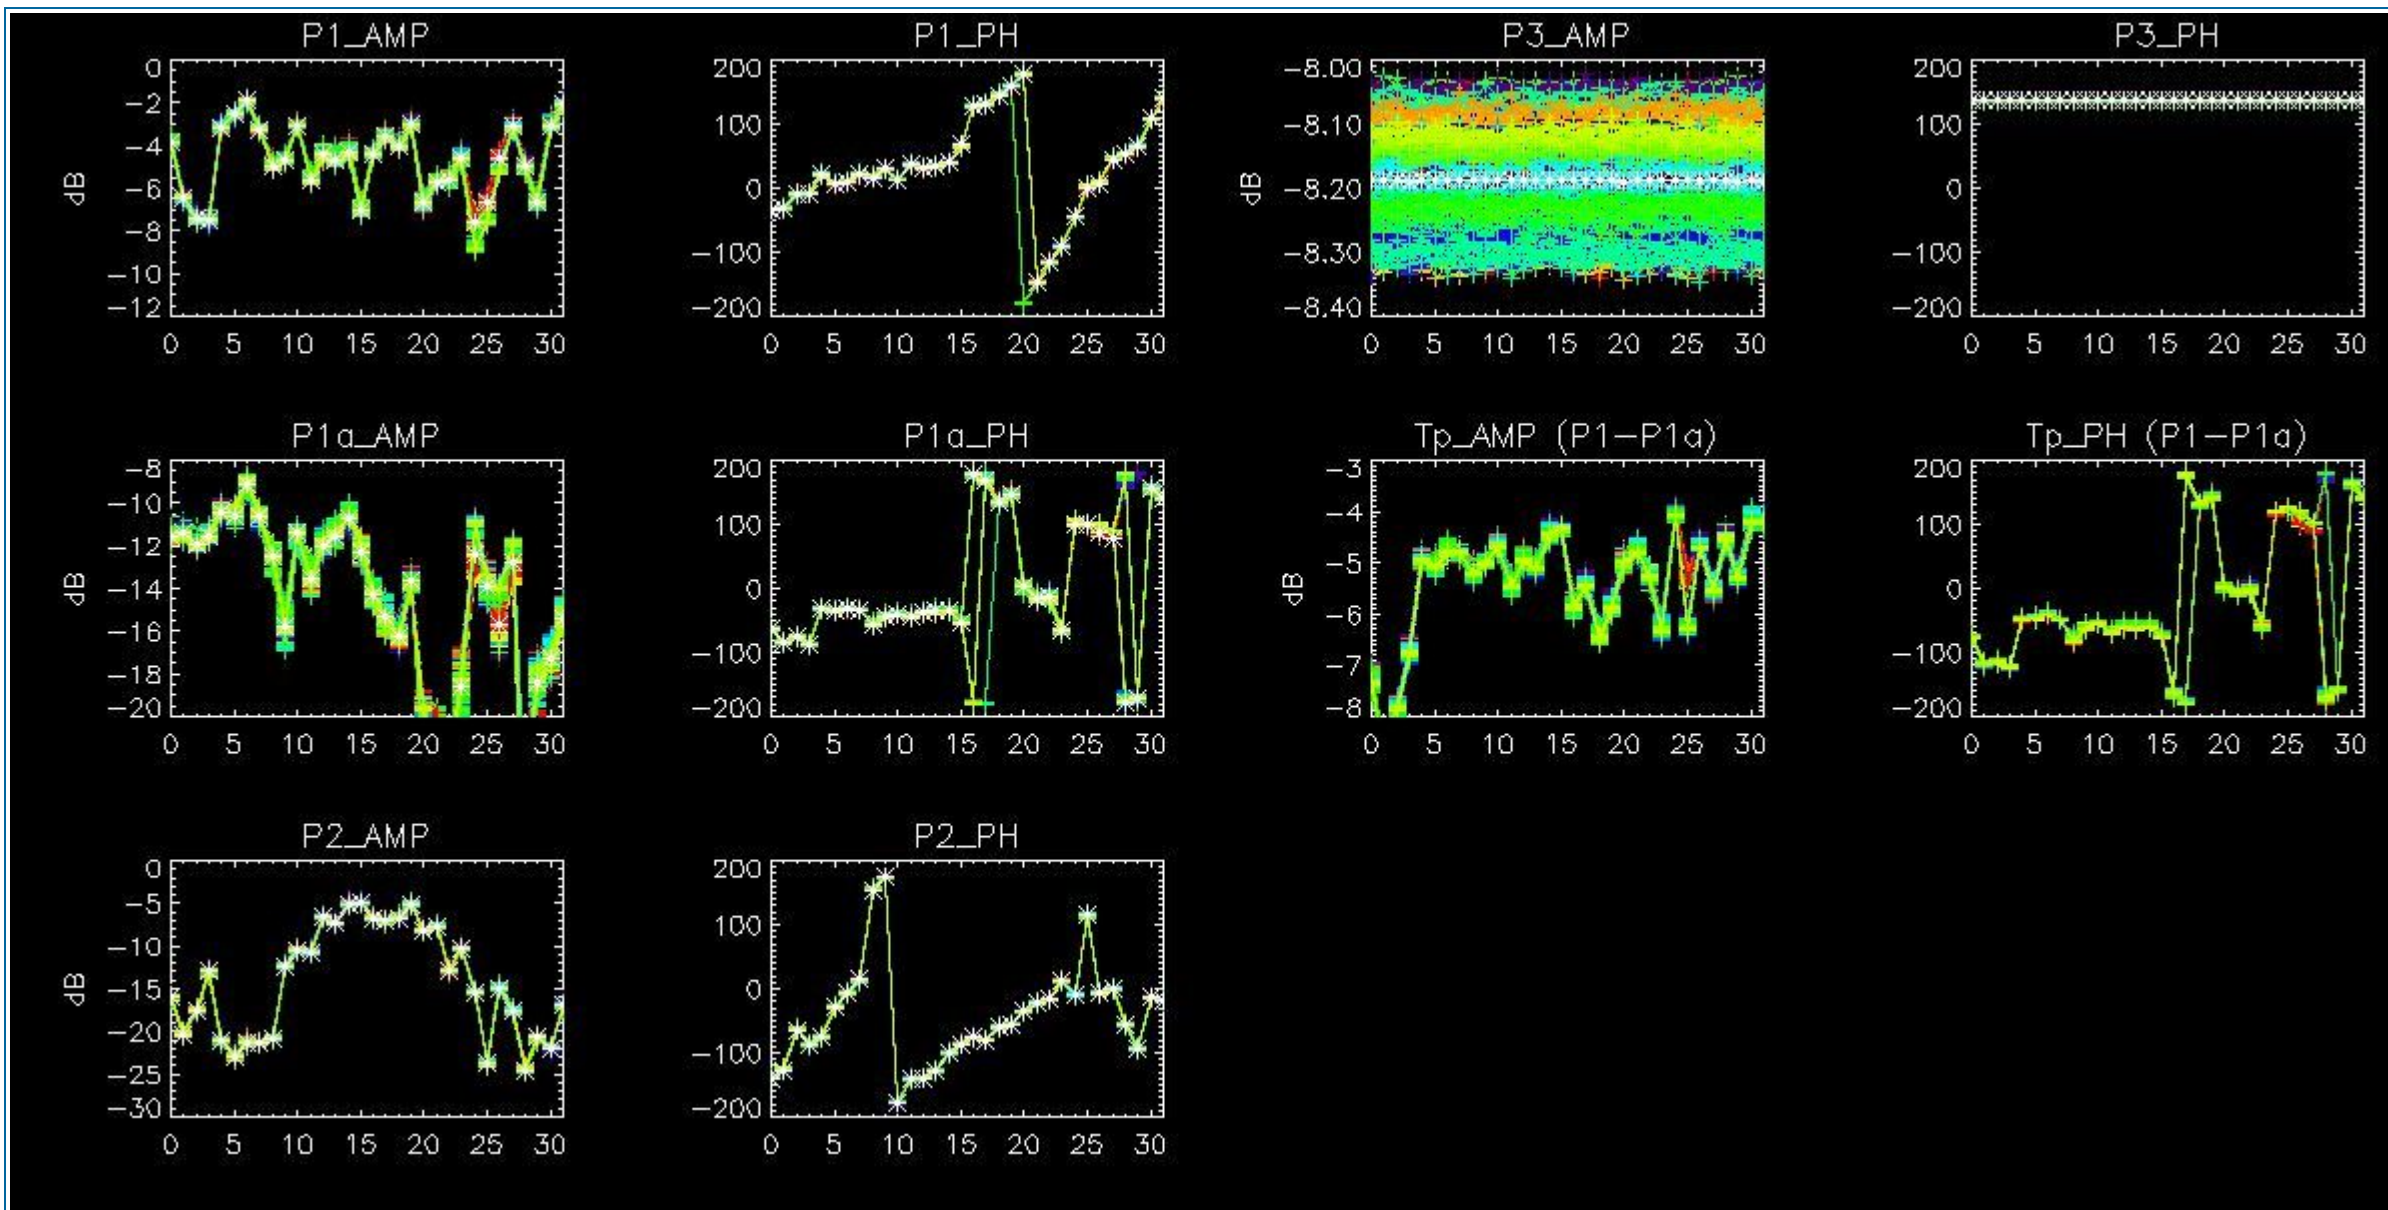 P1_AMP P1_PH P3_AMP P3_PH
0 200 −8.00 200
−2
−4 100 −8.10 100
dB −6 0 dB −8.20 0
−8
−10 −100 −8.30 −100
−12 −200 −8.40 −200
0 5 10 15 20 25 30 0 5 10 15 20 25 30 0 5 10 15 20 25 30 0 5 10 15 20 25 30
P1a_AMP P1a_PH Tp_AMP (P1−P1a) Tp_PH (P1−P1a)
−8 200 −3 200
−10 100 −4 100
−12
dB −14 0 dB −5 0
−16 −100 −6 −100
−18 −7
−20 −200 −8 −200
0 5 10 15 20 25 30 0 5 10 15 20 25 30 0 5 10 15 20 25 30 0 5 10 15 20 25 30
P2_AMP P2_PH
0 200
−5 100
−10
dB −15 0
−20 −100
−25
−30 −200
0 5 10 15 20 25 30 0 5 10 15 20 25 30